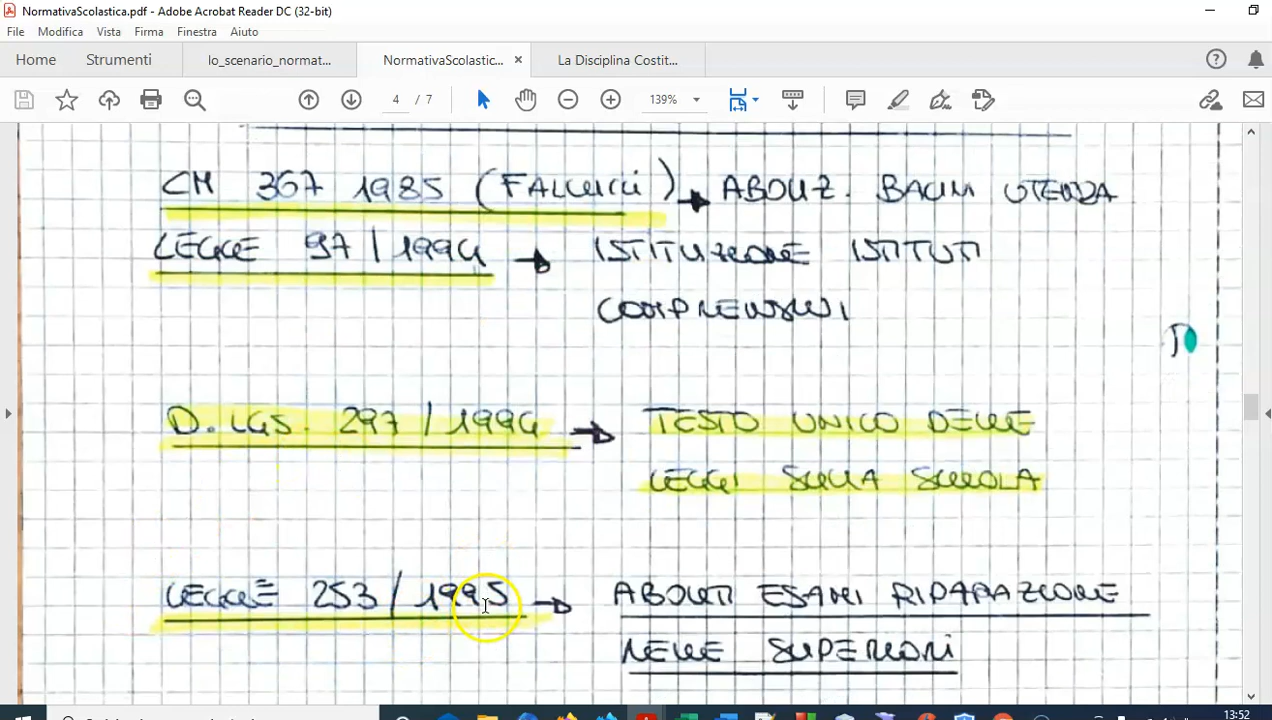 NormativaScolastica.pdf - Adobe Acrobat Reader DC (32-bit)
File Modifica Vista Firma Finestra Aiuto
Home Strumenti lo_scenario_normat... NormativaScolastic... La Disciplina Costit...
4 / 7 139%
CM 367 1985 (FALCUCCI) → ABOLIZ. BACINI UTENZA
LEGGE 97 / 1994 → ISTITUZIONE ISTITUTI
COMPRENSIVI
D. LGS. 297 / 1994 → TESTO UNICO DELLE
LEGGI SULLA SCUOLA
LEGGE 253 / 1995 → ABOLITI ESAMI RIPARAZIONE
NELLE SUPERIORI
13:52